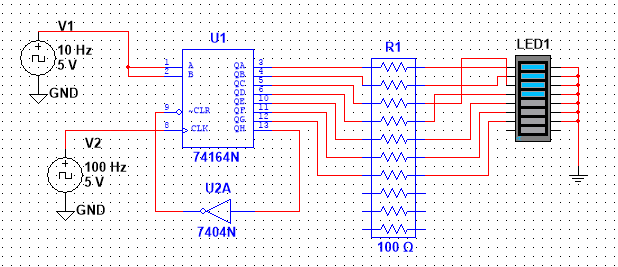 V1
10 Hz
5 V
GND
V2
100 Hz
5 V
GND
U1
1 A QA 3
2 B QB 4
QC 5
QD 6
QE 10
9 ~CLR QF 11
QG 12
8 CLK QH 13
74164N
U2A
7404N
R1
100 Ω
LED1